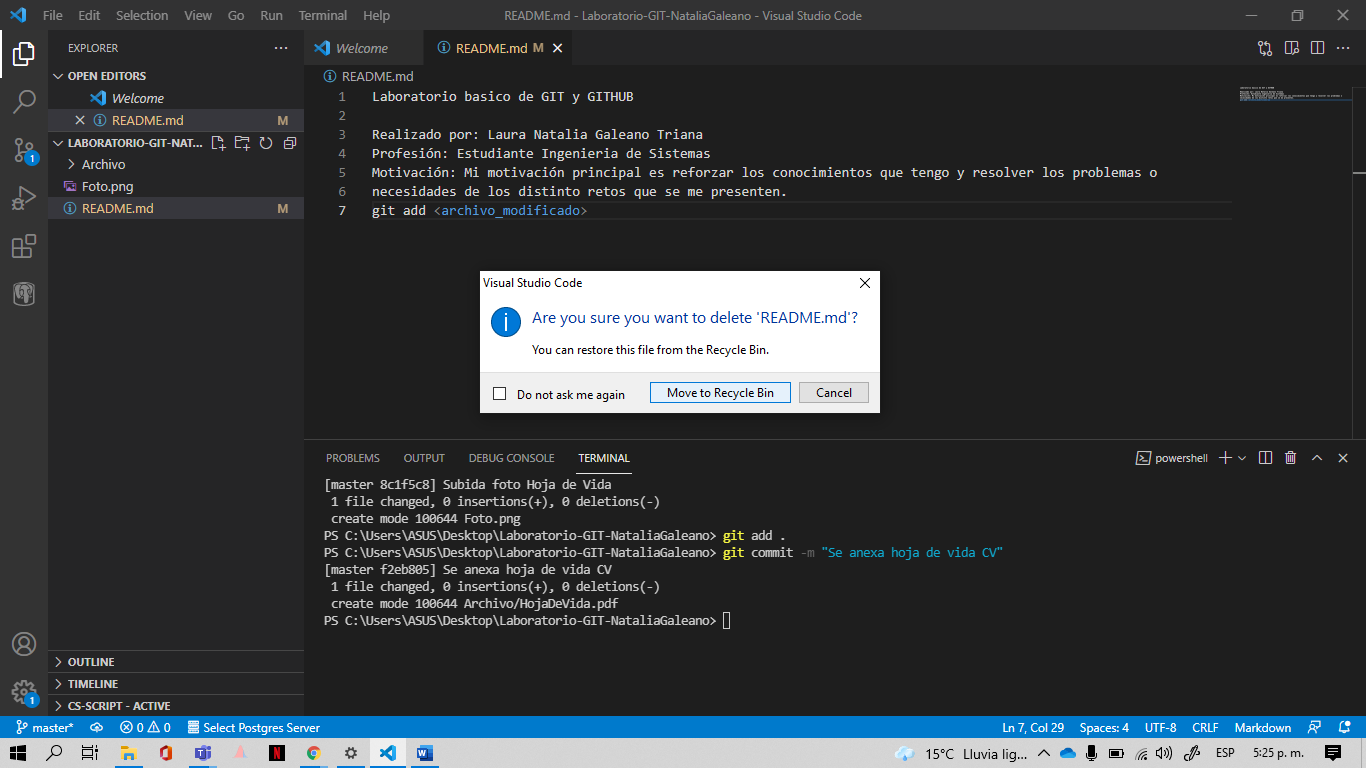 File Edit Selection View Go Run Terminal Help README.md - Laboratorio-GIT-NataliaGaleano - Visual Studio Code
EXPLORER
OPEN EDITORS
Welcome
README.md M
LABORATORIO-GIT-NAT...
Archivo
Foto.png
README.md M
OUTLINE
TIMELINE
CS-SCRIPT - ACTIVE
Welcome README.md M
README.md
1 Laboratorio basico de GIT y GITHUB
2
3 Realizado por: Laura Natalia Galeano Triana
4 Profesión: Estudiante Ingenieria de Sistemas
5 Motivación: Mi motivación principal es reforzar los conocimientos que tengo y resolver los problemas o
6 necesidades de los distinto retos que se me presenten.
7 git add <archivo_modificado>
Visual Studio Code
Are you sure you want to delete 'README.md'?
You can restore this file from the Recycle Bin.
Do not ask me again Move to Recycle Bin Cancel
PROBLEMS OUTPUT DEBUG CONSOLE TERMINAL powershell
[master 8c1f5c8] Subida foto Hoja de Vida
1 file changed, 0 insertions(+), 0 deletions(-)
create mode 100644 Foto.png
PS C:\Users\ASUS\Desktop\Laboratorio-GIT-NataliaGaleano> git add .
PS C:\Users\ASUS\Desktop\Laboratorio-GIT-NataliaGaleano> git commit -m "Se anexa hoja de vida CV"
[master f2eb805] Se anexa hoja de vida CV
1 file changed, 0 insertions(+), 0 deletions(-)
create mode 100644 Archivo/HojaDeVida.pdf
PS C:\Users\ASUS\Desktop\Laboratorio-GIT-NataliaGaleano>
1
1
master* 0 0 Select Postgres Server Ln 7, Col 29 Spaces: 4 UTF-8 CRLF Markdown
15°C Lluvia lig... ESP 5:25 p. m.